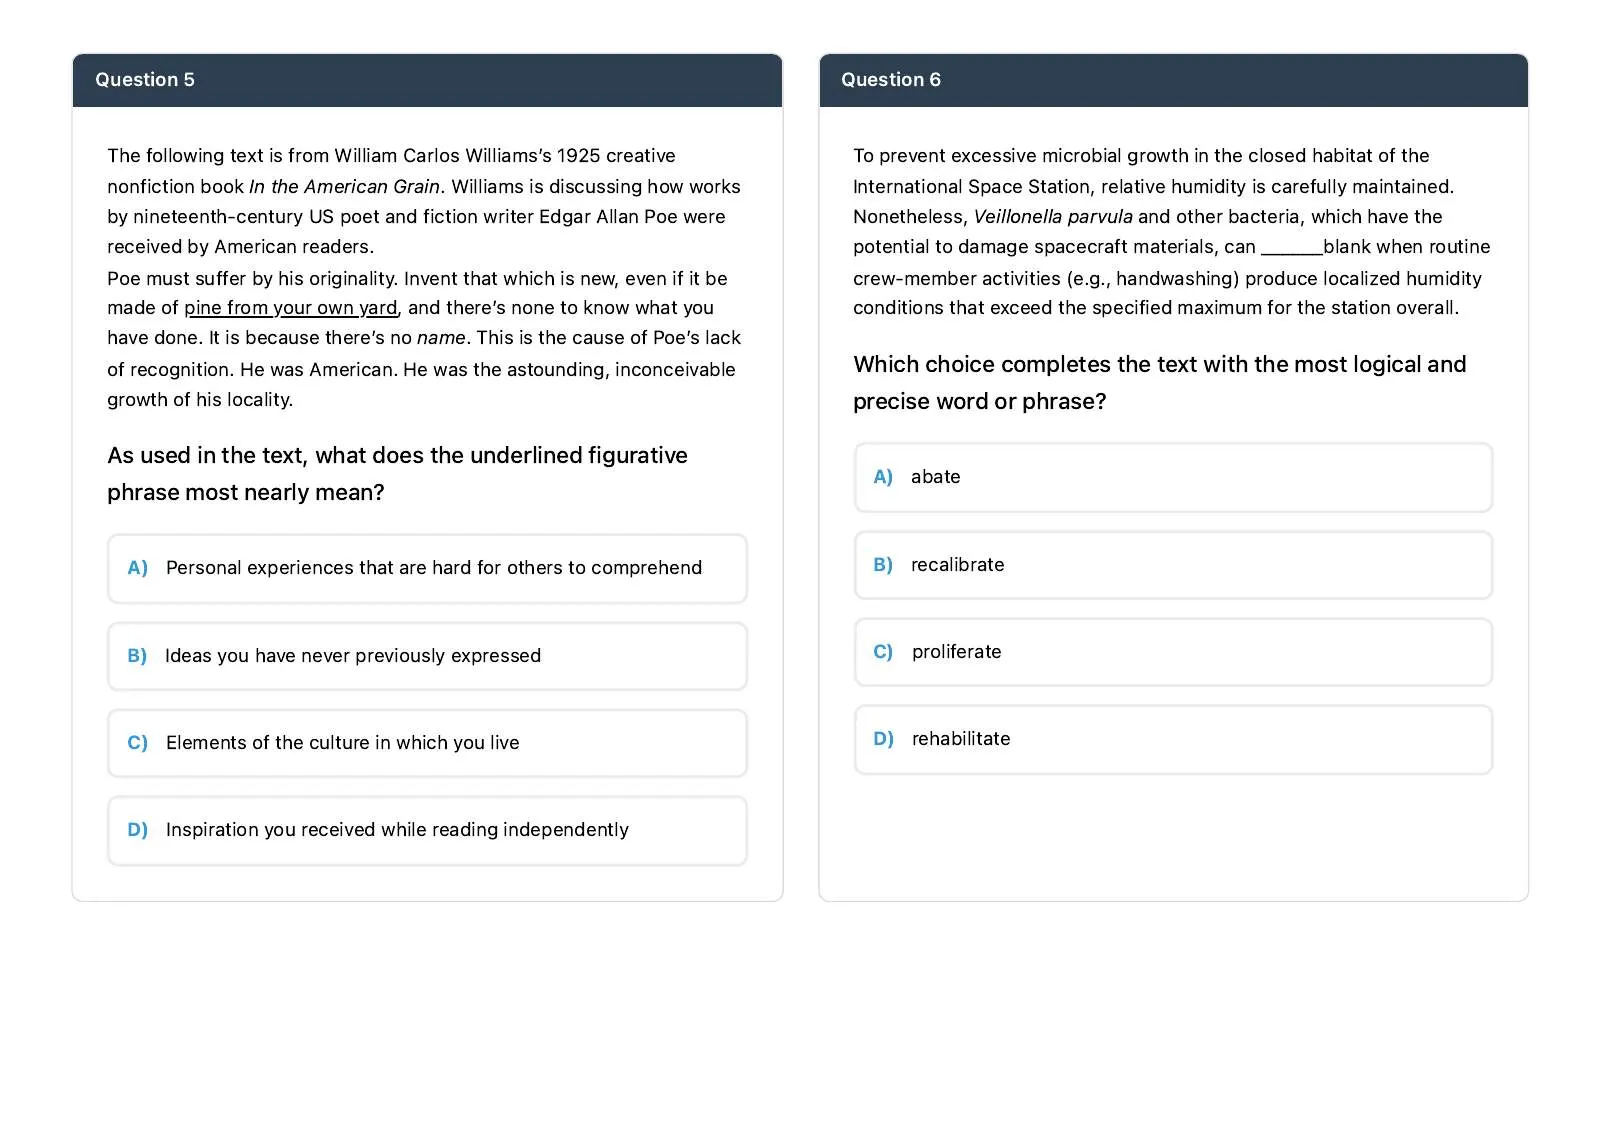 Question 5
The following text is from William Carlos Williams’s 1925 creative
nonfiction book In the American Grain. Williams is discussing how works
by nineteenth-century US poet and fiction writer Edgar Allan Poe were
received by American readers.
Poe must suffer by his originality. Invent that which is new, even if it be
made of pine from your own yard, and there’s none to know what you
have done. It is because there’s no name. This is the cause of Poe’s lack
of recognition. He was American. He was the astounding, inconceivable
growth of his locality.
As used in the text, what does the underlined figurative
phrase most nearly mean?
A) Personal experiences that are hard for others to comprehend
B) Ideas you have never previously expressed
C) Elements of the culture in which you live
D) Inspiration you received while reading independently
Question 6
To prevent excessive microbial growth in the closed habitat of the
International Space Station, relative humidity is carefully maintained.
Nonetheless, Veillonella parvula and other bacteria, which have the
potential to damage spacecraft materials, can ______blank when routine
crew-member activities (e.g., handwashing) produce localized humidity
conditions that exceed the specified maximum for the station overall.
Which choice completes the text with the most logical and
precise word or phrase?
A) abate
B) recalibrate
C) proliferate
D) rehabilitate